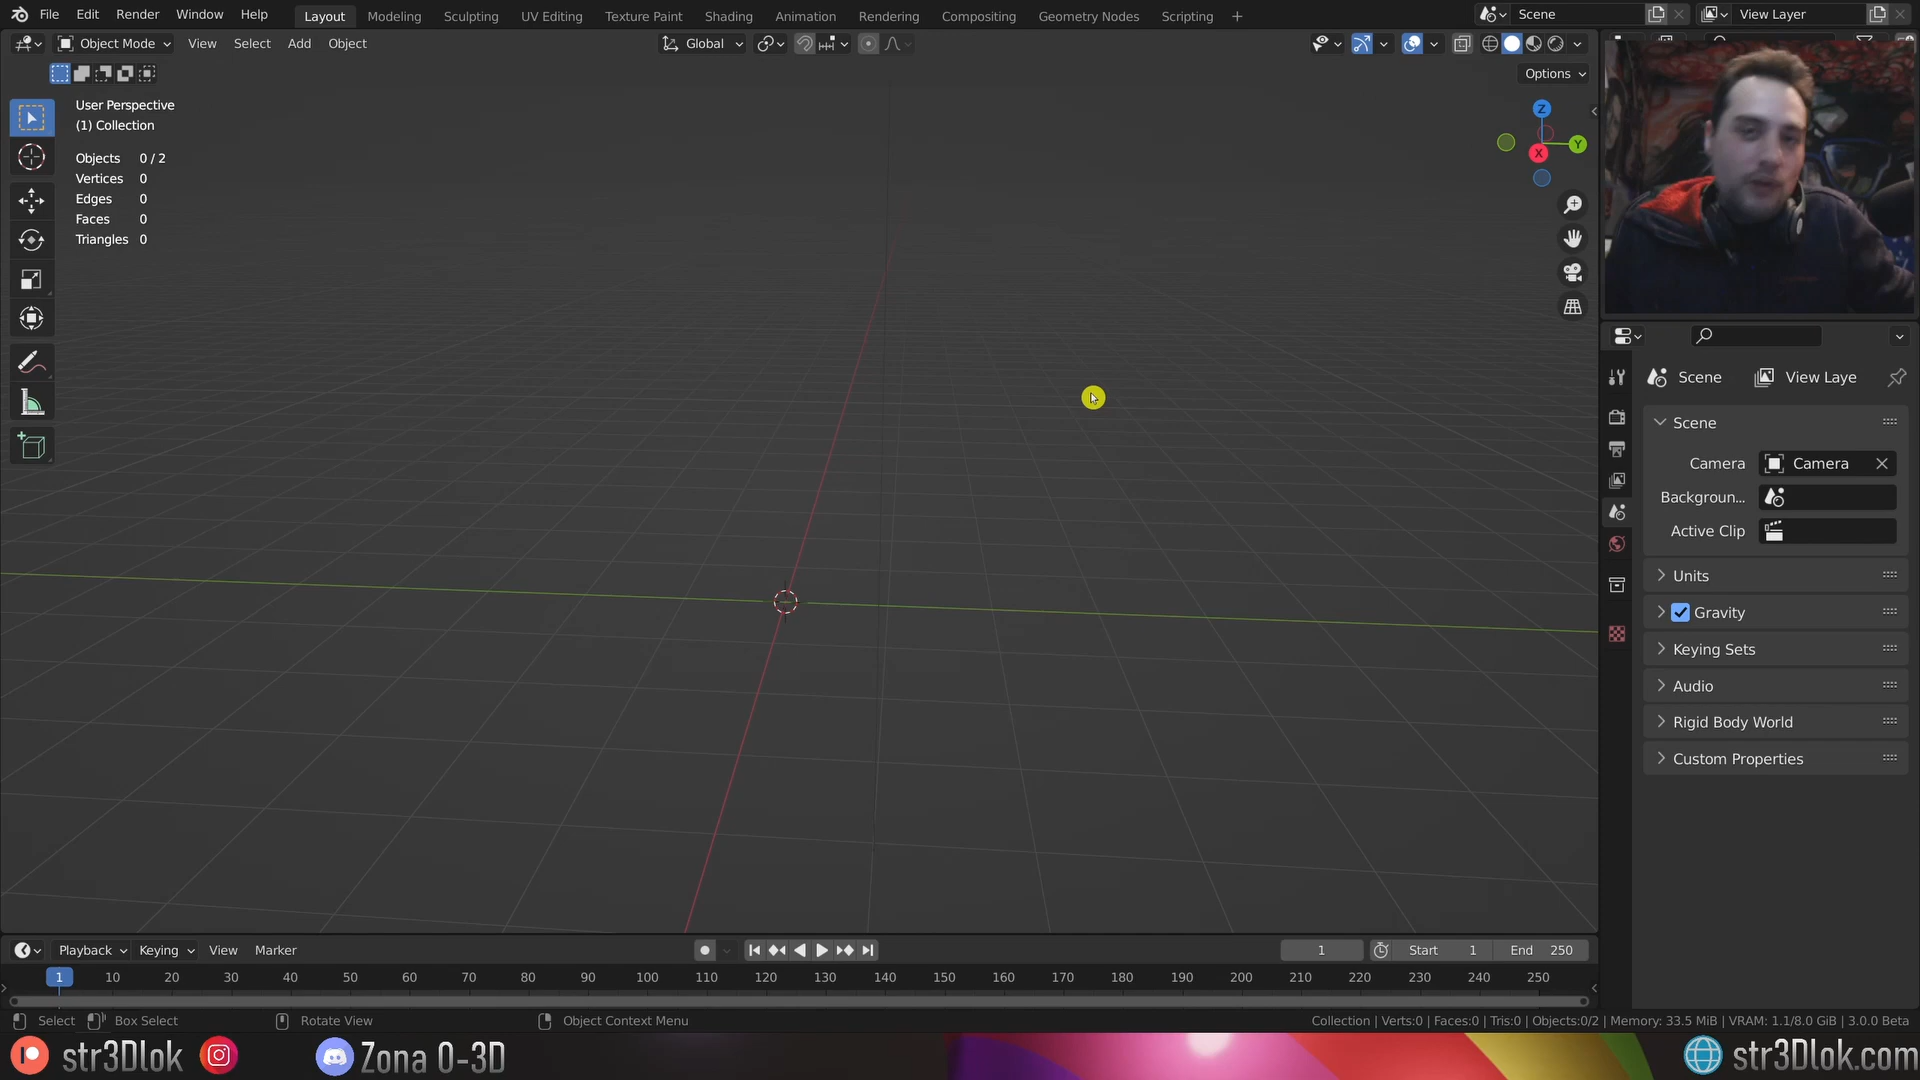 File Edit Render Window Help Layout Modeling Sculpting UV Editing Texture Paint Shading Animation Rendering Compositing Geometry Nodes Scripting + Scene View Layer
Object Mode View Select Add Object Global
Options
User Perspective
(1) Collection
Objects 0 / 2
Vertices 0
Edges 0
Faces 0
Triangles 0
Z
Y
X
Scene View Laye
Scene
Camera Camera
Backgroun...
Active Clip
Units
Gravity
Keying Sets
Audio
Rigid Body World
Custom Properties
Playback Keying View Marker 1 Start 1 End 250
1 10 20 30 40 50 60 70 80 90 100 110 120 130 140 150 160 170 180 190 200 210 220 230 240 250
Select Box Select Rotate View Object Context Menu Collection | Verts:0 | Faces:0 | Tris:0 | Objects:0/2 | Memory: 33.5 MiB | VRAM: 1.1/8.0 GiB | 3.0.0 Beta
str3Dlok Zona 0-3D str3Dlok.com